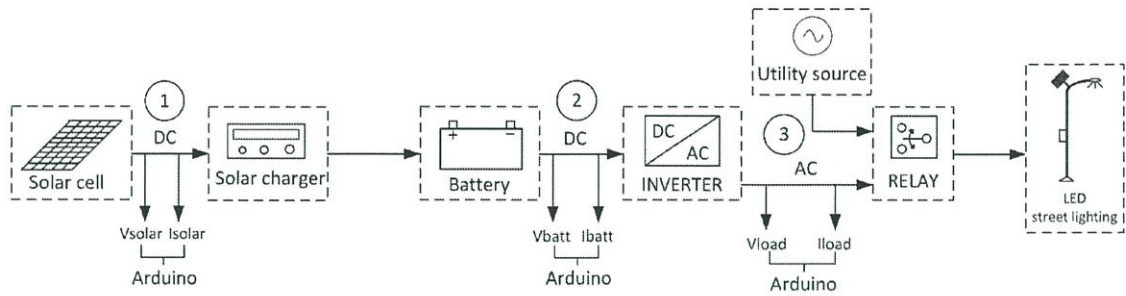 1
DC
Solar cell
Vsolar Isolar
Arduino
Solar charger
+ −
Battery
2
DC
Vbatt Ibatt
Arduino
DC
AC
INVERTER
3
AC
Vload Iload
Arduino
Utility source
RELAY
LED
street lighting